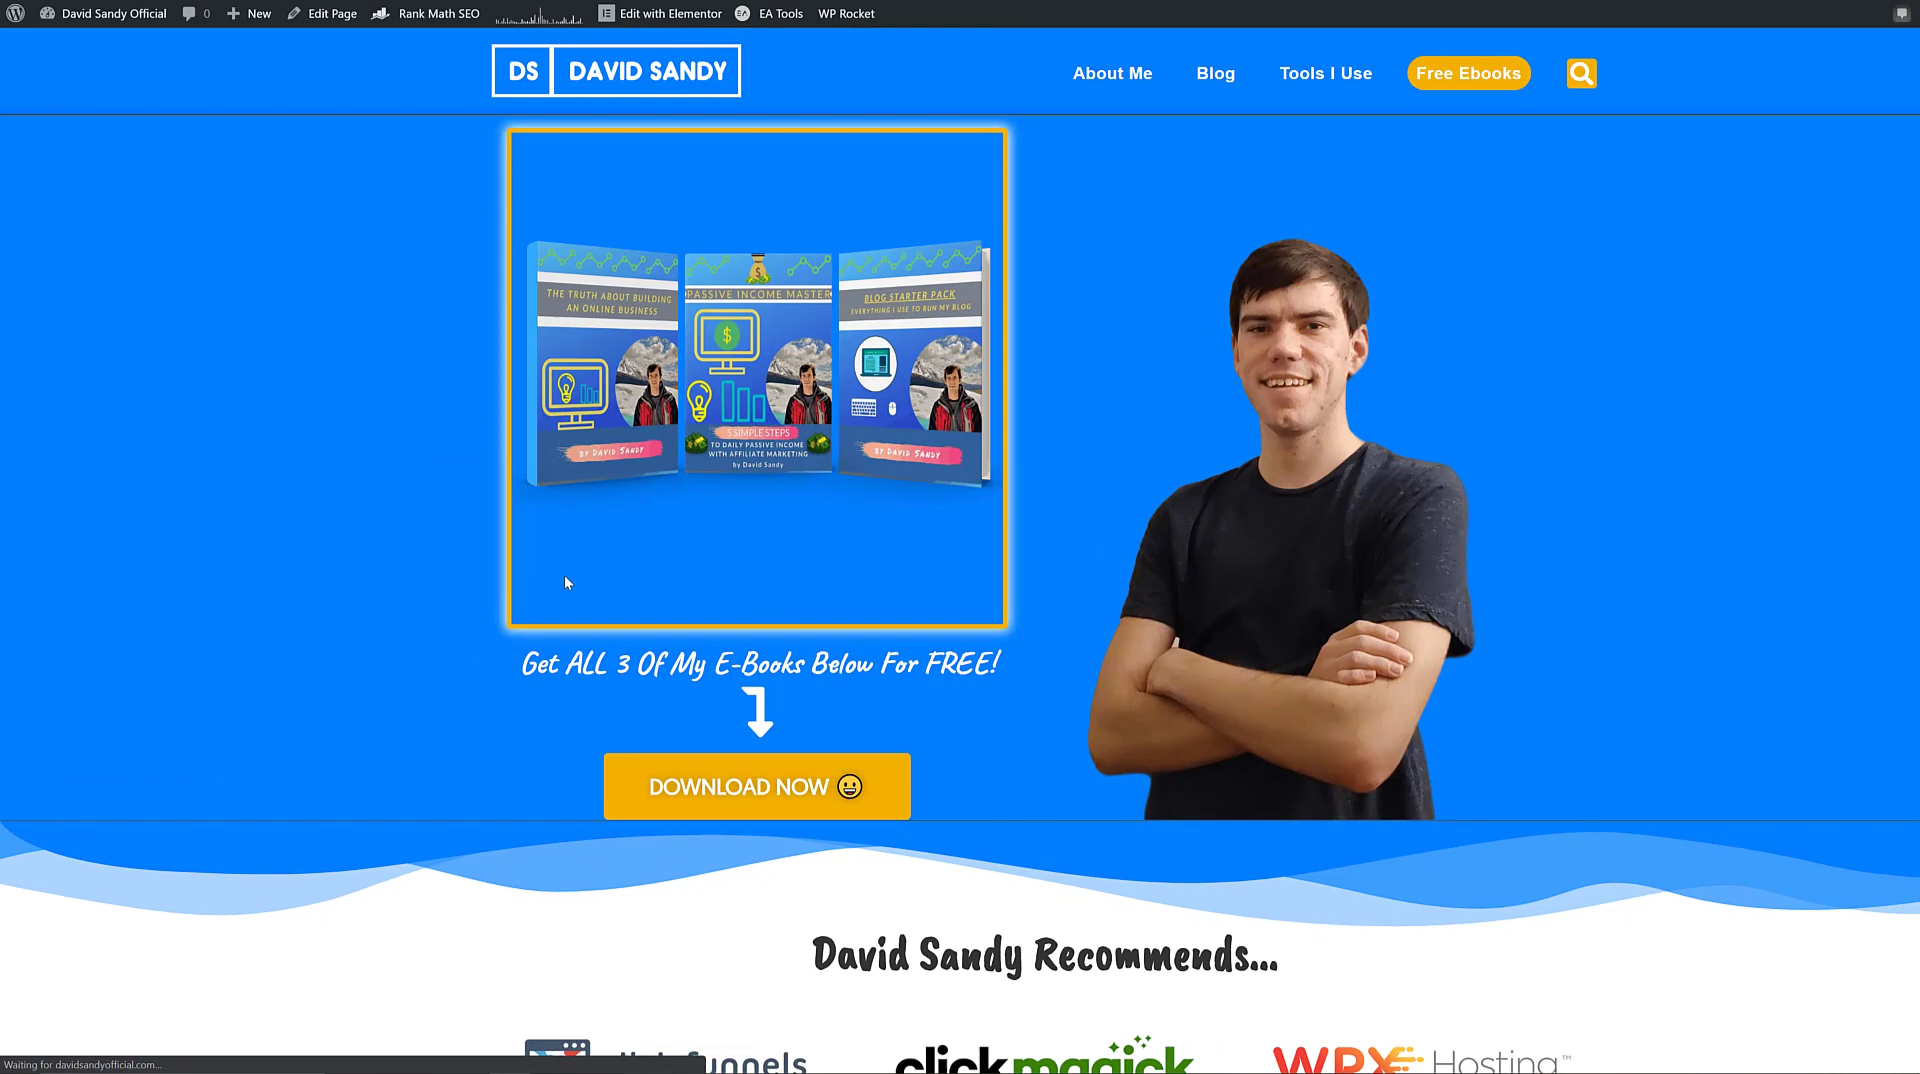 David Sandy Official 0 New Edit Page Rank Math SEO Edit with Elementor EA Tools WP Rocket
DS DAVID SANDY
About Me Blog Tools I Use Free Ebooks
THE TRUTH ABOUT BUILDING
AN ONLINE BUSINESS
BY DAVID SANDY
$
PASSIVE INCOME MASTER
$
5 SIMPLE STEPS
TO DAILY PASSIVE INCOME
WITH AFFILIATE MARKETING
by David Sandy
BLOG STARTER PACK
EVERYTHING I USE TO RUN MY BLOG
BY DAVID SANDY
Get ALL 3 Of My E-Books Below For FREE!
DOWNLOAD NOW
David Sandy Recommends...
clickmagick
WPX Hosting™
Waiting for davidsandyofficial.com...